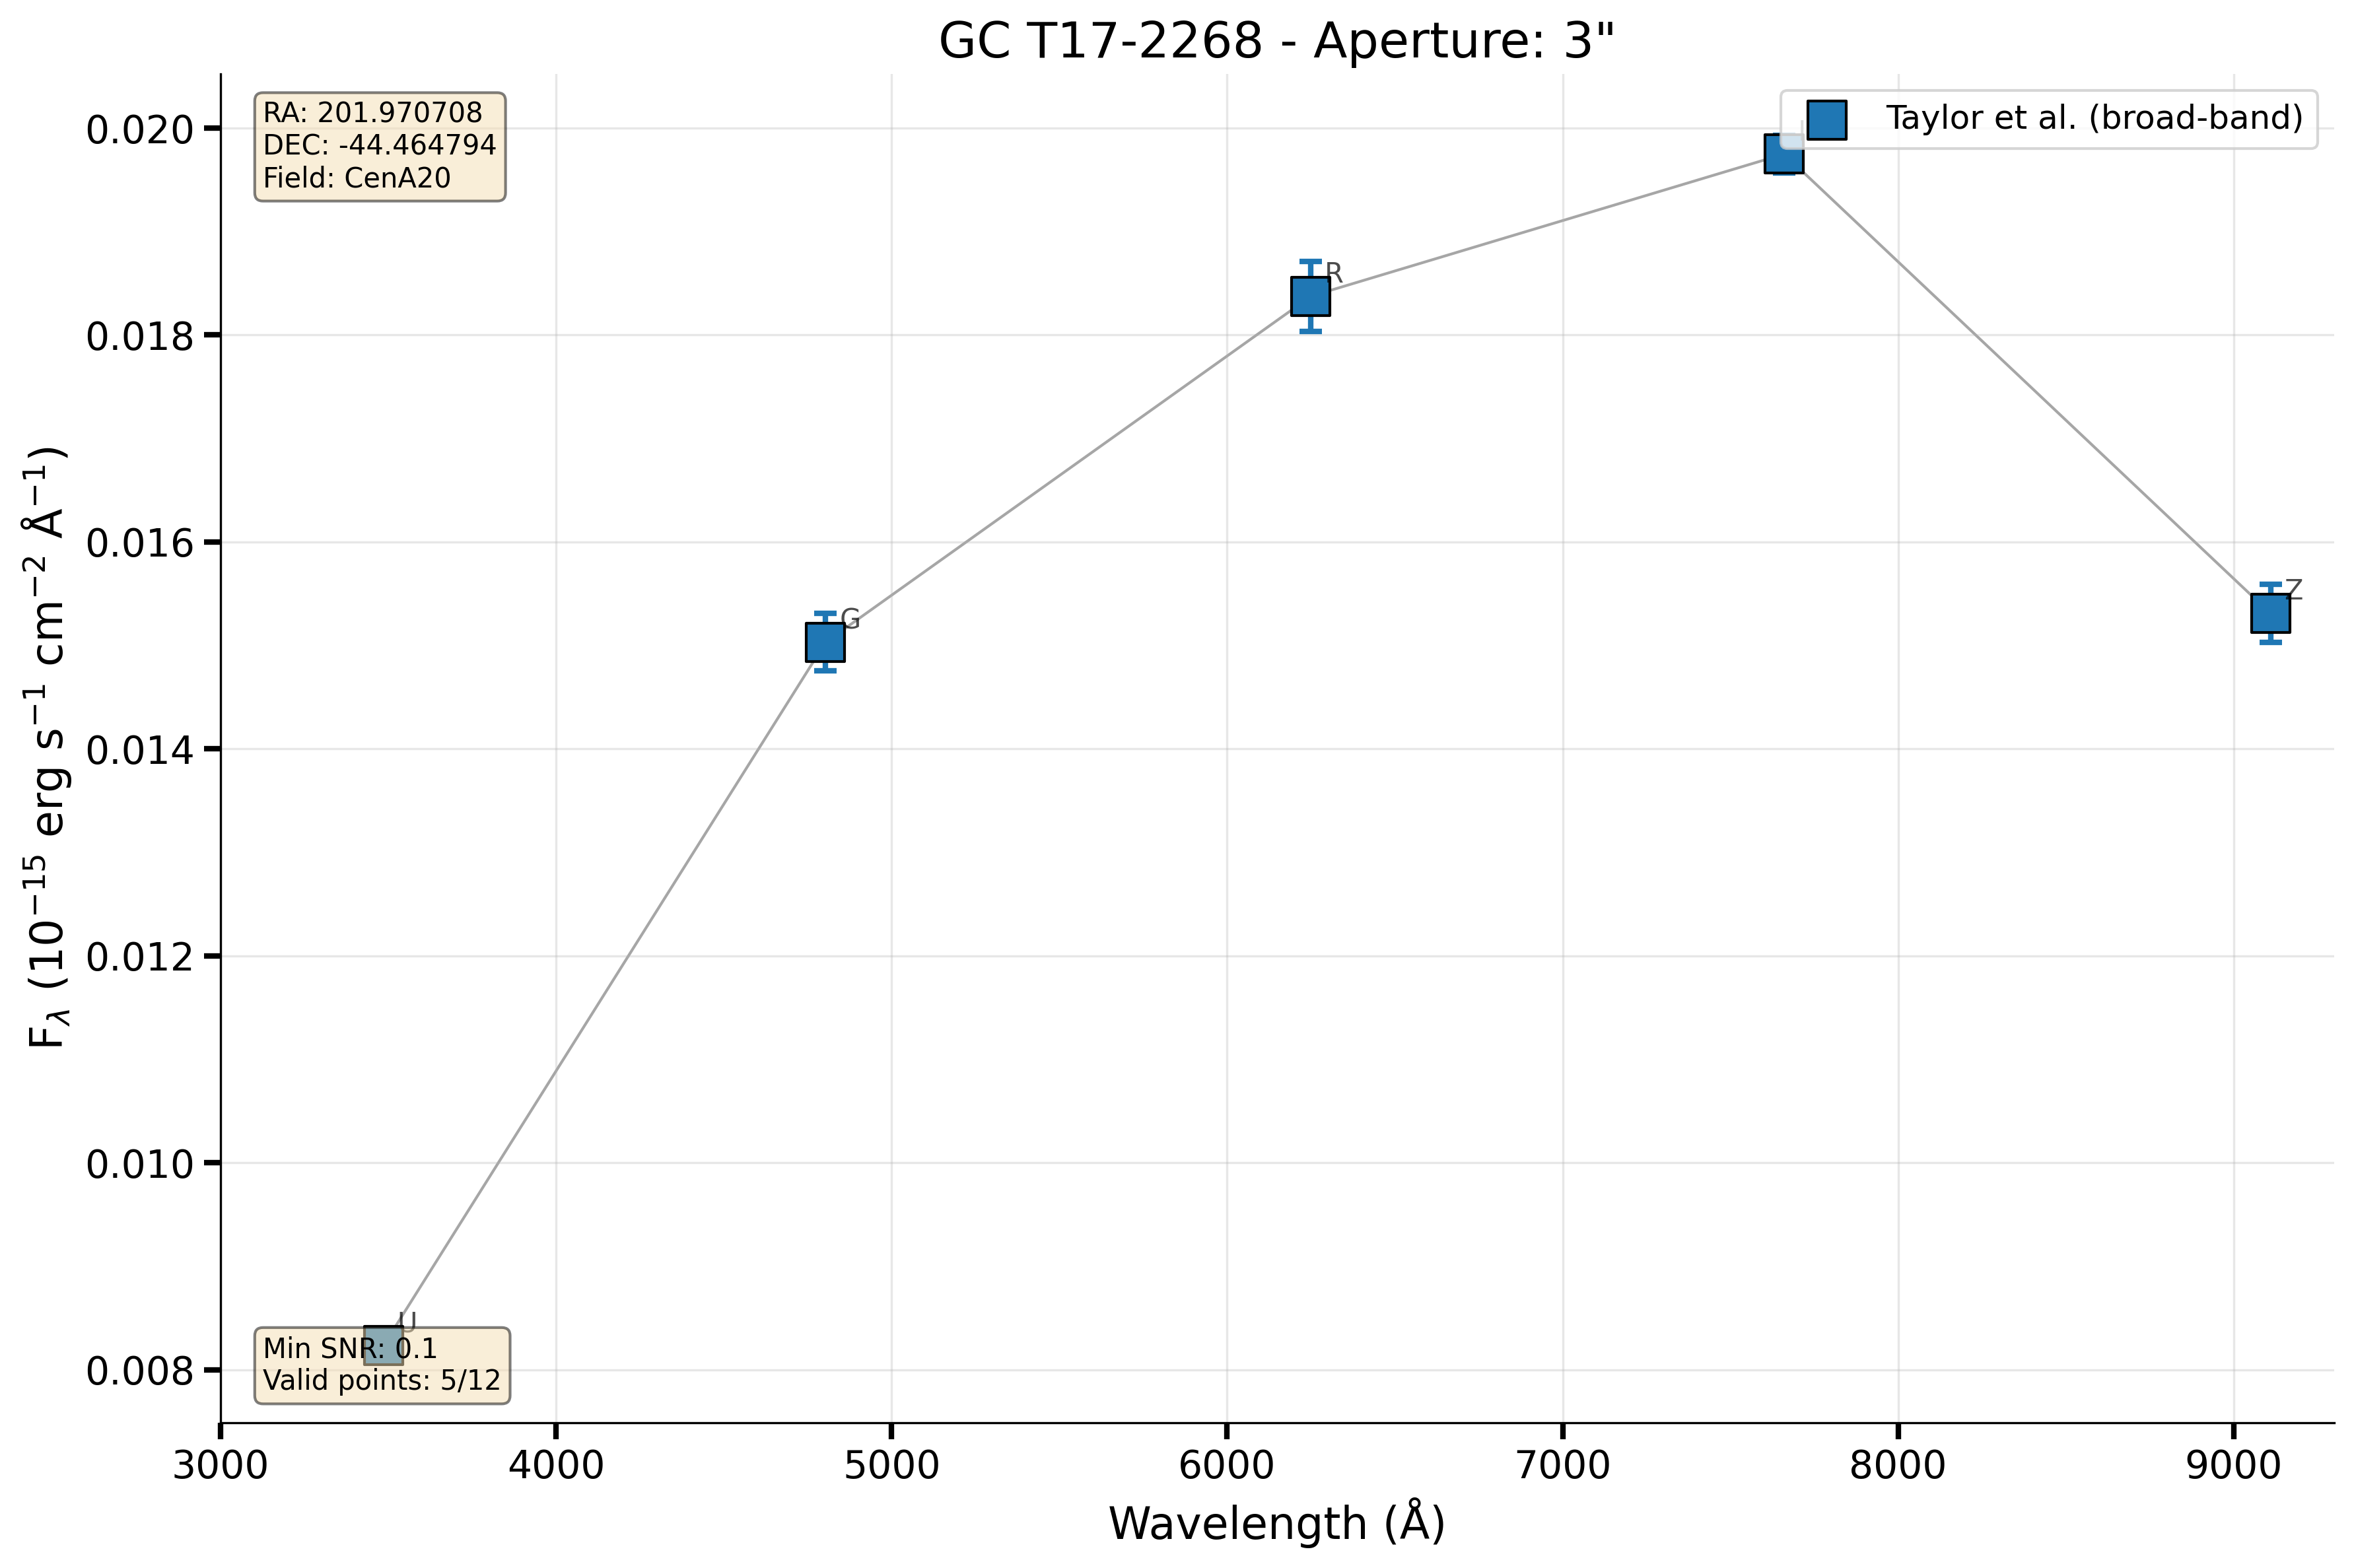 GC T17-2268 - Aperture: 3"
RA: 201.970708
DEC: -44.464794
Field: CenA20
Taylor et al. (broad-band)
0.020
0.018
0.016
0.014
0.012
0.010
0.008
F_λ (10⁻¹⁵ erg s⁻¹ cm⁻² Å⁻¹)
R
G
Z
U
Min SNR: 0.1
Valid points: 5/12
3000 4000 5000 6000 7000 8000 9000
Wavelength (Å)